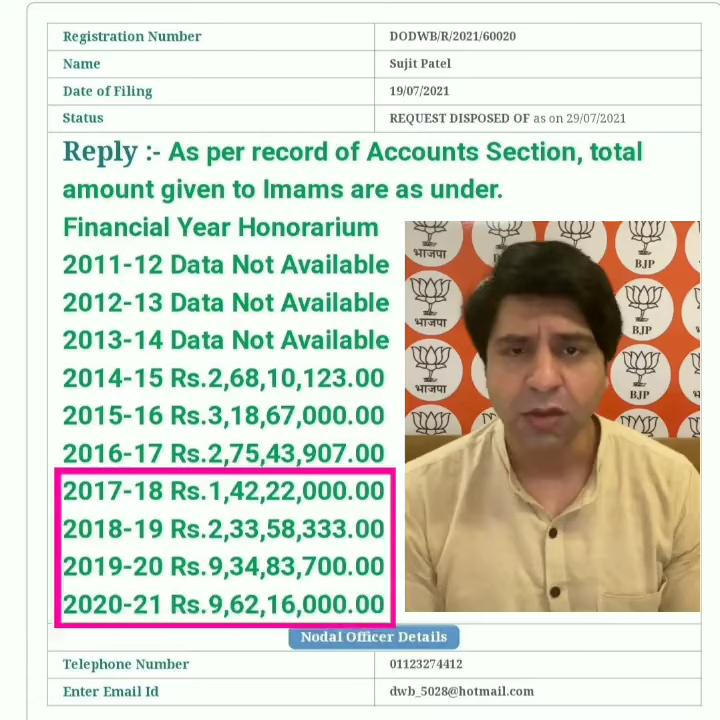 Registration Number DODWB/R/2021/60020
Name Sujit Patel
Date of Filing 19/07/2021
Status REQUEST DISPOSED OF as on 29/07/2021
Reply :- As per record of Accounts Section, total
amount given to Imams are as under.
Financial Year Honorarium
2011-12 Data Not Available
2012-13 Data Not Available
2013-14 Data Not Available
2014-15 Rs.2,68,10,123.00
2015-16 Rs.3,18,67,000.00
2016-17 Rs.2,75,43,907.00
2017-18 Rs.1,42,22,000.00
2018-19 Rs.2,33,58,333.00
2019-20 Rs.9,34,83,700.00
2020-21 Rs.9,62,16,000.00
भाजपा
BJP
भाजपा
BJP
भाजपा
BJP
Nodal Officer Details
Telephone Number 01123274412
Enter Email Id dwb_5028@hotmail.com